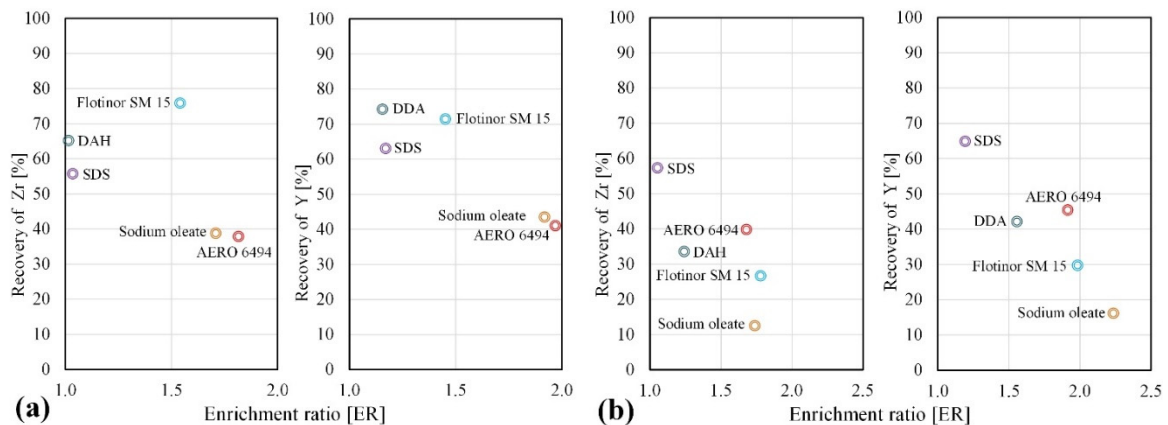 100
90
80
70
60
50
40
30
20
10
0
Recovery of Zr [%]
Flotinor SM 15
DAH
SDS
Sodium oleate
AERO 6494
1.0 1.5 2.0
100
90
80
70
60
50
40
30
20
10
0
Recovery of Y [%]
DDA
Flotinor SM 15
SDS
Sodium oleate
AERO 6494
1.0 1.5 2.0
(a)
Enrichment ratio [ER]
100
90
80
70
60
50
40
30
20
10
0
Recovery of Zr [%]
SDS
AERO 6494
DAH
Flotinor SM 15
Sodium oleate
1.0 1.5 2.0 2.5
100
90
80
70
60
50
40
30
20
10
0
Recovery of Y [%]
SDS
AERO 6494
DDA
Flotinor SM 15
Sodium oleate
1.0 1.5 2.0 2.5
(b)
Enrichment ratio [ER]